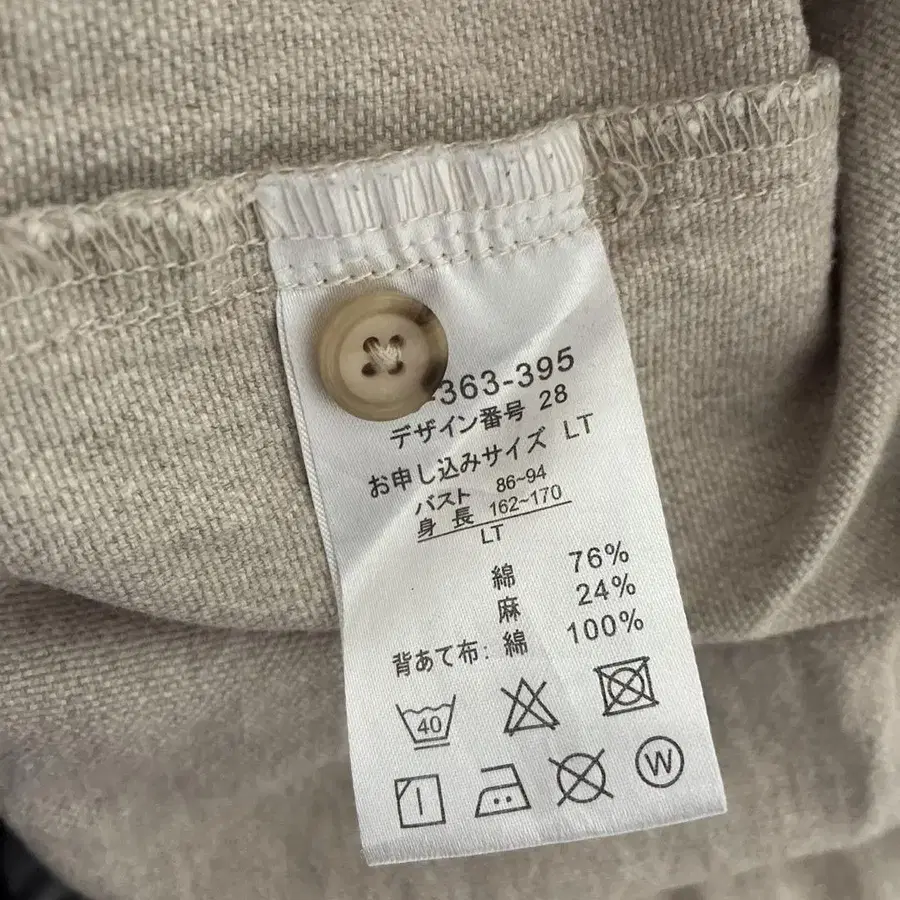 -363-395
デザイン番号 28
お申し込みサイズ LT
バスト 86~94
身長 162~170
LT
綿 76%
麻 24%
背あて布: 綿 100%
40
W